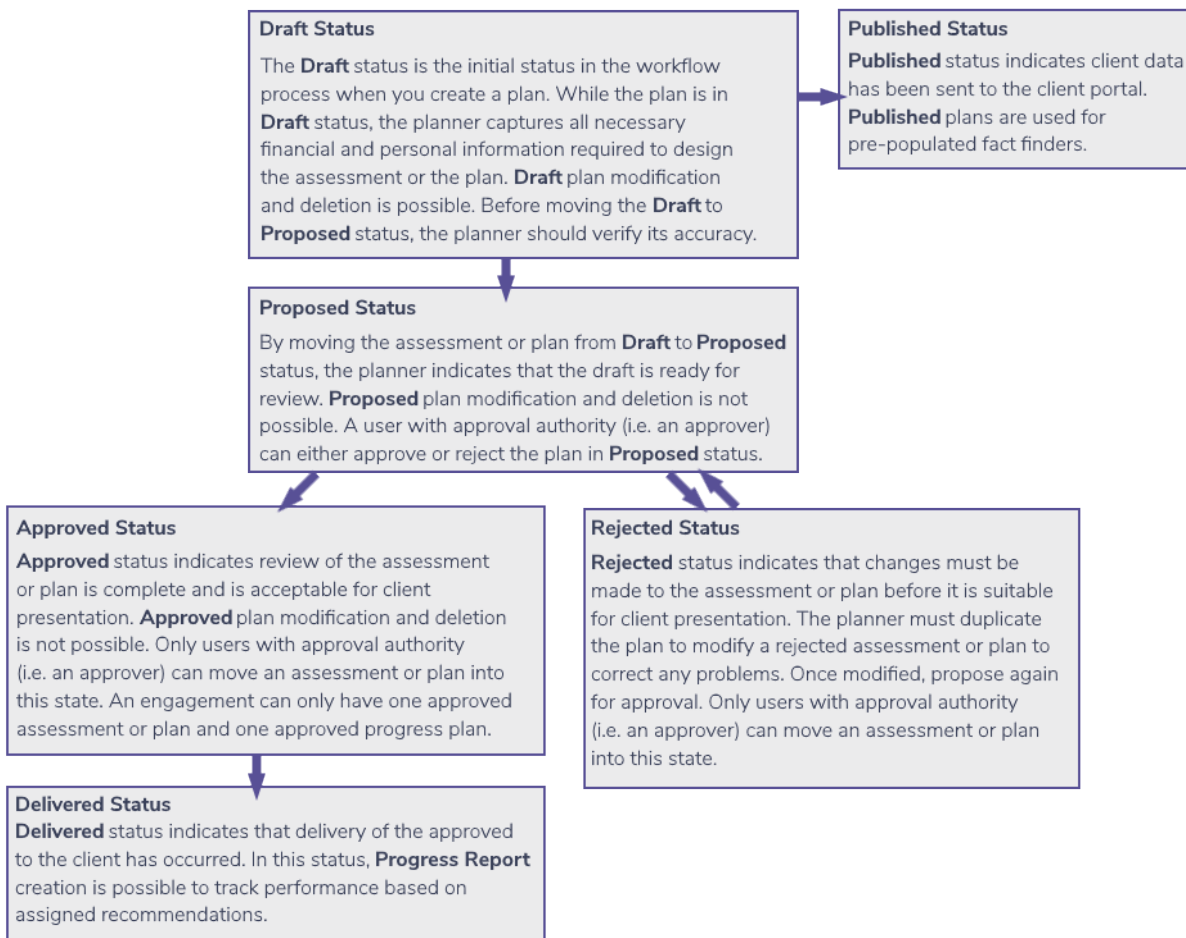 Draft Status
The Draft status is the initial status in the workflow
process when you create a plan. While the plan is in
Draft status, the planner captures all necessary
financial and personal information required to design
the assessment or the plan. Draft plan modification
and deletion is possible. Before moving the Draft to
Proposed status, the planner should verify its accuracy.
Published Status
Published status indicates client data
has been sent to the client portal.
Published plans are used for
pre-populated fact finders.
Proposed Status
By moving the assessment or plan from Draft to Proposed
status, the planner indicates that the draft is ready for
review. Proposed plan modification and deletion is not
possible. A user with approval authority (i.e. an approver)
can either approve or reject the plan in Proposed status.
Approved Status
Approved status indicates review of the assessment
or plan is complete and is acceptable for client
presentation. Approved plan modification and deletion
is not possible. Only users with approval authority
(i.e. an approver) can move an assessment or plan into
this state. An engagement can only have one approved
assessment or plan and one approved progress plan.
Rejected Status
Rejected status indicates that changes must be
made to the assessment or plan before it is suitable
for client presentation. The planner must duplicate
the plan to modify a rejected assessment or plan to
correct any problems. Once modified, propose again
for approval. Only users with approval authority
(i.e. an approver) can move an assessment or plan
into this state.
Delivered Status
Delivered status indicates that delivery of the approved
to the client has occurred. In this status, Progress Report
creation is possible to track performance based on
assigned recommendations.